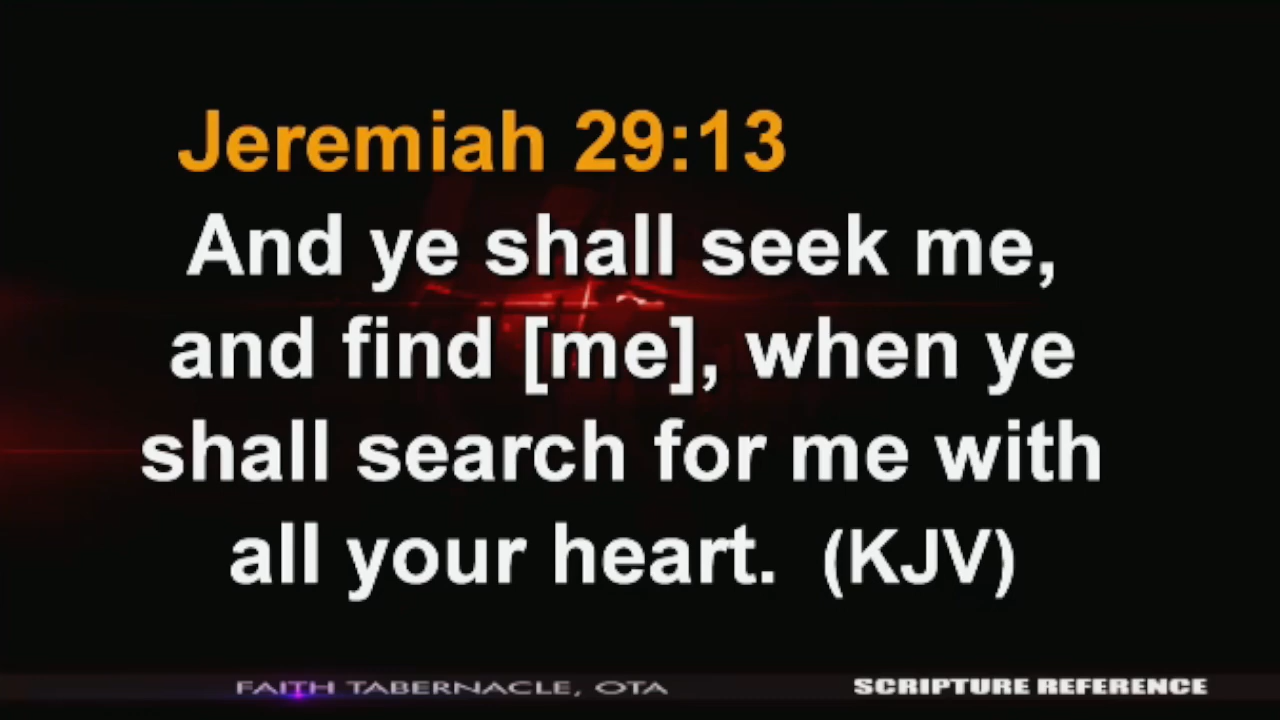 Jeremiah 29:13
And ye shall seek me,
and find [me], when ye
shall search for me with
all your heart.  (KJV)
FAITH TABERNACLE, OTA
SCRIPTURE REFERENCE